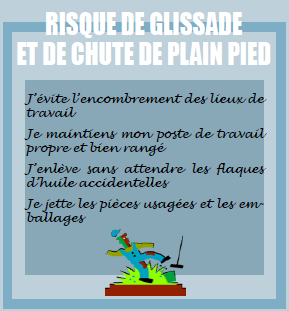 RISQUE DE GLISSADE
ET DE CHUTE DE PLAIN PIED
J'évite l'encombrement des lieux de
travail
Je maintiens mon poste de travail
propre et bien rangé
J'enlève sans attendre les flaques
d'huile accidentelles
Je jette les pièces usagées et les em-
ballages